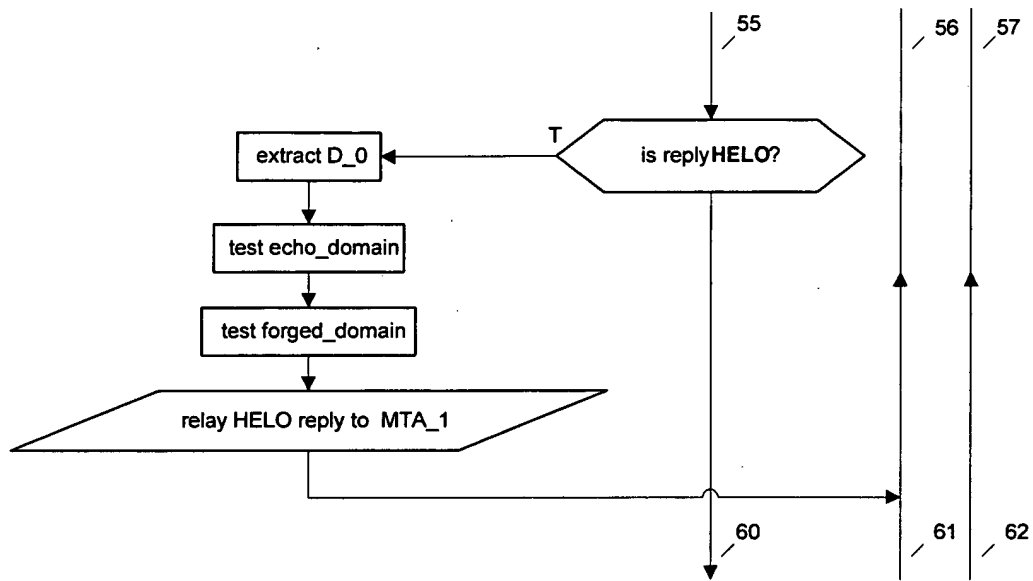 55
56
57
T
is reply HELO?
extract D_0
test echo_domain
test forged_domain
relay HELO reply to MTA_1
60
61
62